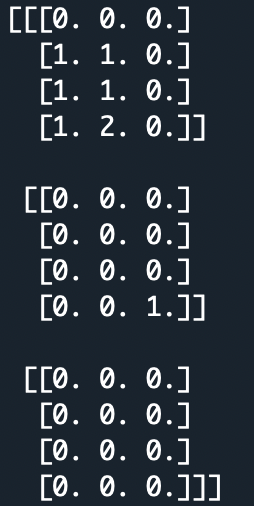 [[[0. 0. 0.]
[1. 1. 0.]
[1. 1. 0.]
[1. 2. 0.]]
[[0. 0. 0.]
[0. 0. 0.]
[0. 0. 0.]
[0. 0. 1.]]
[[0. 0. 0.]
[0. 0. 0.]
[0. 0. 0.]
[0. 0. 0.]]]